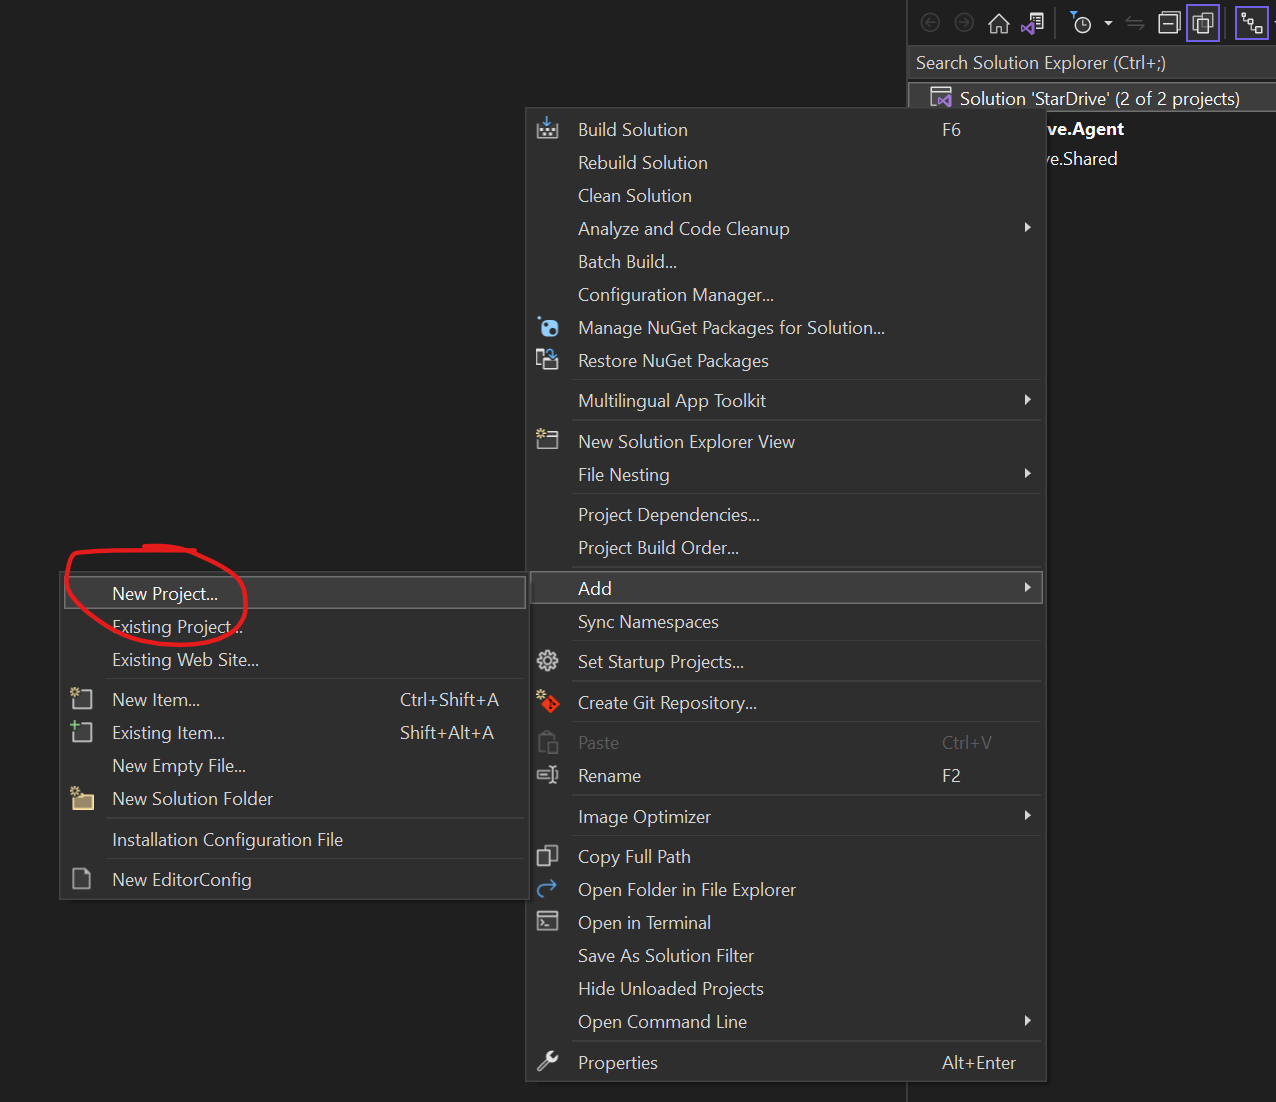 Search Solution Explorer (Ctrl+;)
Solution 'StarDrive' (2 of 2 projects)
ve.Agent
ve.Shared
Build Solution F6
Rebuild Solution
Clean Solution
Analyze and Code Cleanup
Batch Build...
Configuration Manager...
Manage NuGet Packages for Solution...
Restore NuGet Packages
Multilingual App Toolkit
New Solution Explorer View
File Nesting
Project Dependencies...
Project Build Order...
Add
Sync Namespaces
Set Startup Projects...
Create Git Repository...
Paste Ctrl+V
Rename F2
Image Optimizer
Copy Full Path
Open Folder in File Explorer
Open in Terminal
Save As Solution Filter
Hide Unloaded Projects
Open Command Line
Properties Alt+Enter
New Project...
Existing Project...
Existing Web Site...
New Item... Ctrl+Shift+A
Existing Item... Shift+Alt+A
New Empty File...
New Solution Folder
Installation Configuration File
New EditorConfig